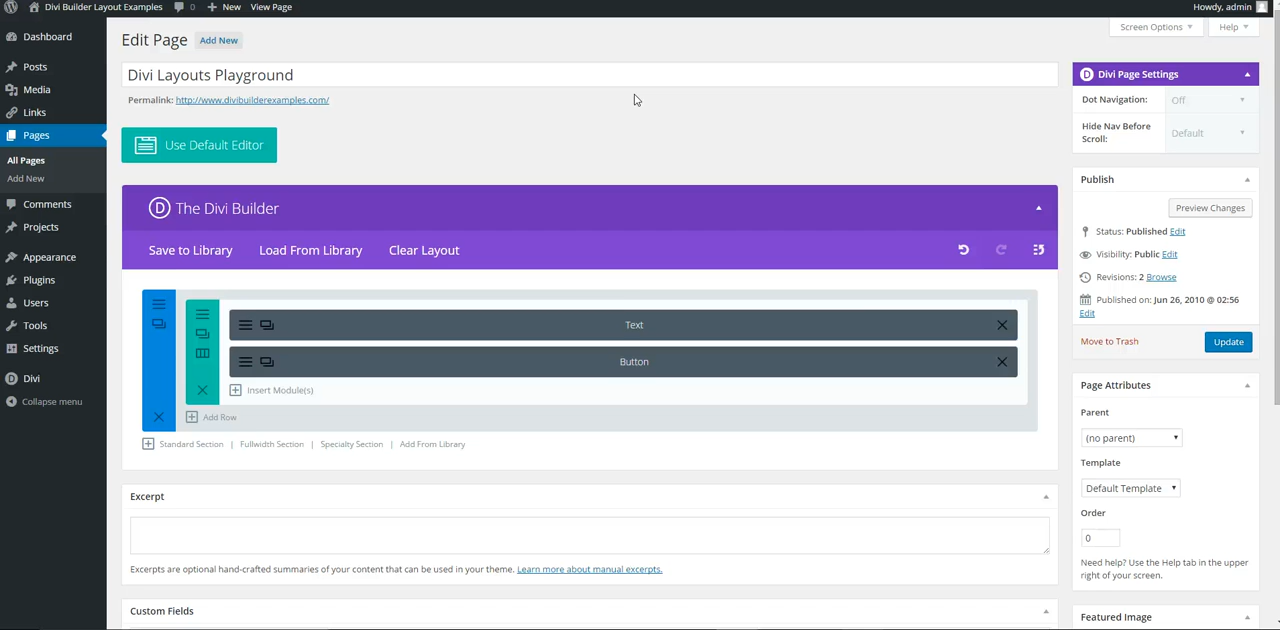 Divi Builder Layout Examples
New
View Page
Howdy, admin
Dashboard
Posts
Media
Links
Pages
All Pages
Add New
Comments
Projects
Appearance
Plugins
Users
Tools
Settings
Divi
Collapse menu
Screen Options
Help
Edit Page
Add New
Divi Layouts Playground
Permalink: http://www.divibuilderexamples.com/
Use Default Editor
D The Divi Builder
Save to Library
Load From Library
Clear Layout
Text
Button
Insert Module(s)
Add Row
Standard Section | Fullwidth Section | Specialty Section | Add From Library
Excerpt
Excerpts are optional hand-crafted summaries of your content that can be used in your theme. Learn more about manual excerpts.
Custom Fields
D Divi Page Settings
Dot Navigation: Off
Hide Nav Before
Scroll:
Default
Publish
Preview Changes
Status: Published Edit
Visibility: Public Edit
Revisions: 2 Browse
Published on: Jun 26, 2010 @ 02:56
Edit
Move to Trash
Update
Page Attributes
Parent
(no parent)
Template
Default Template
Order
0
Need help? Use the Help tab in the upper
right of your screen.
Featured Image